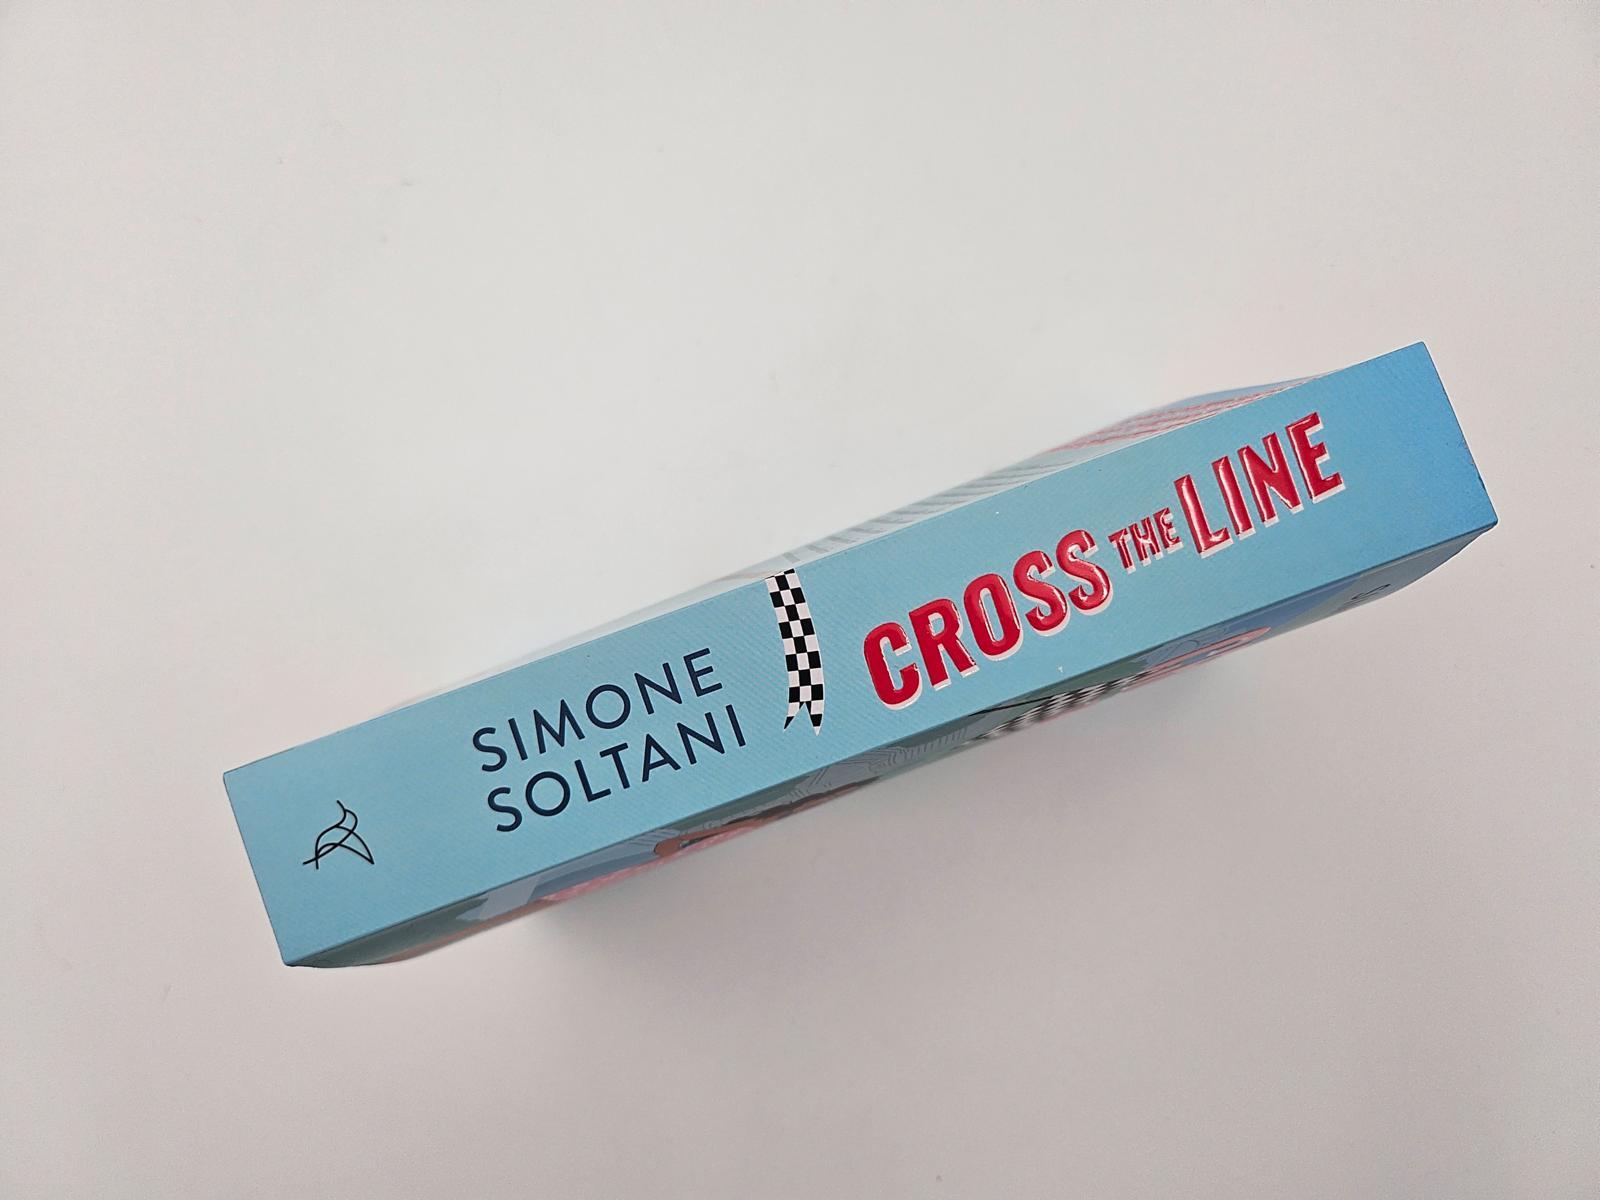 SIMONE
SOLTANI
CROSS THE LINE